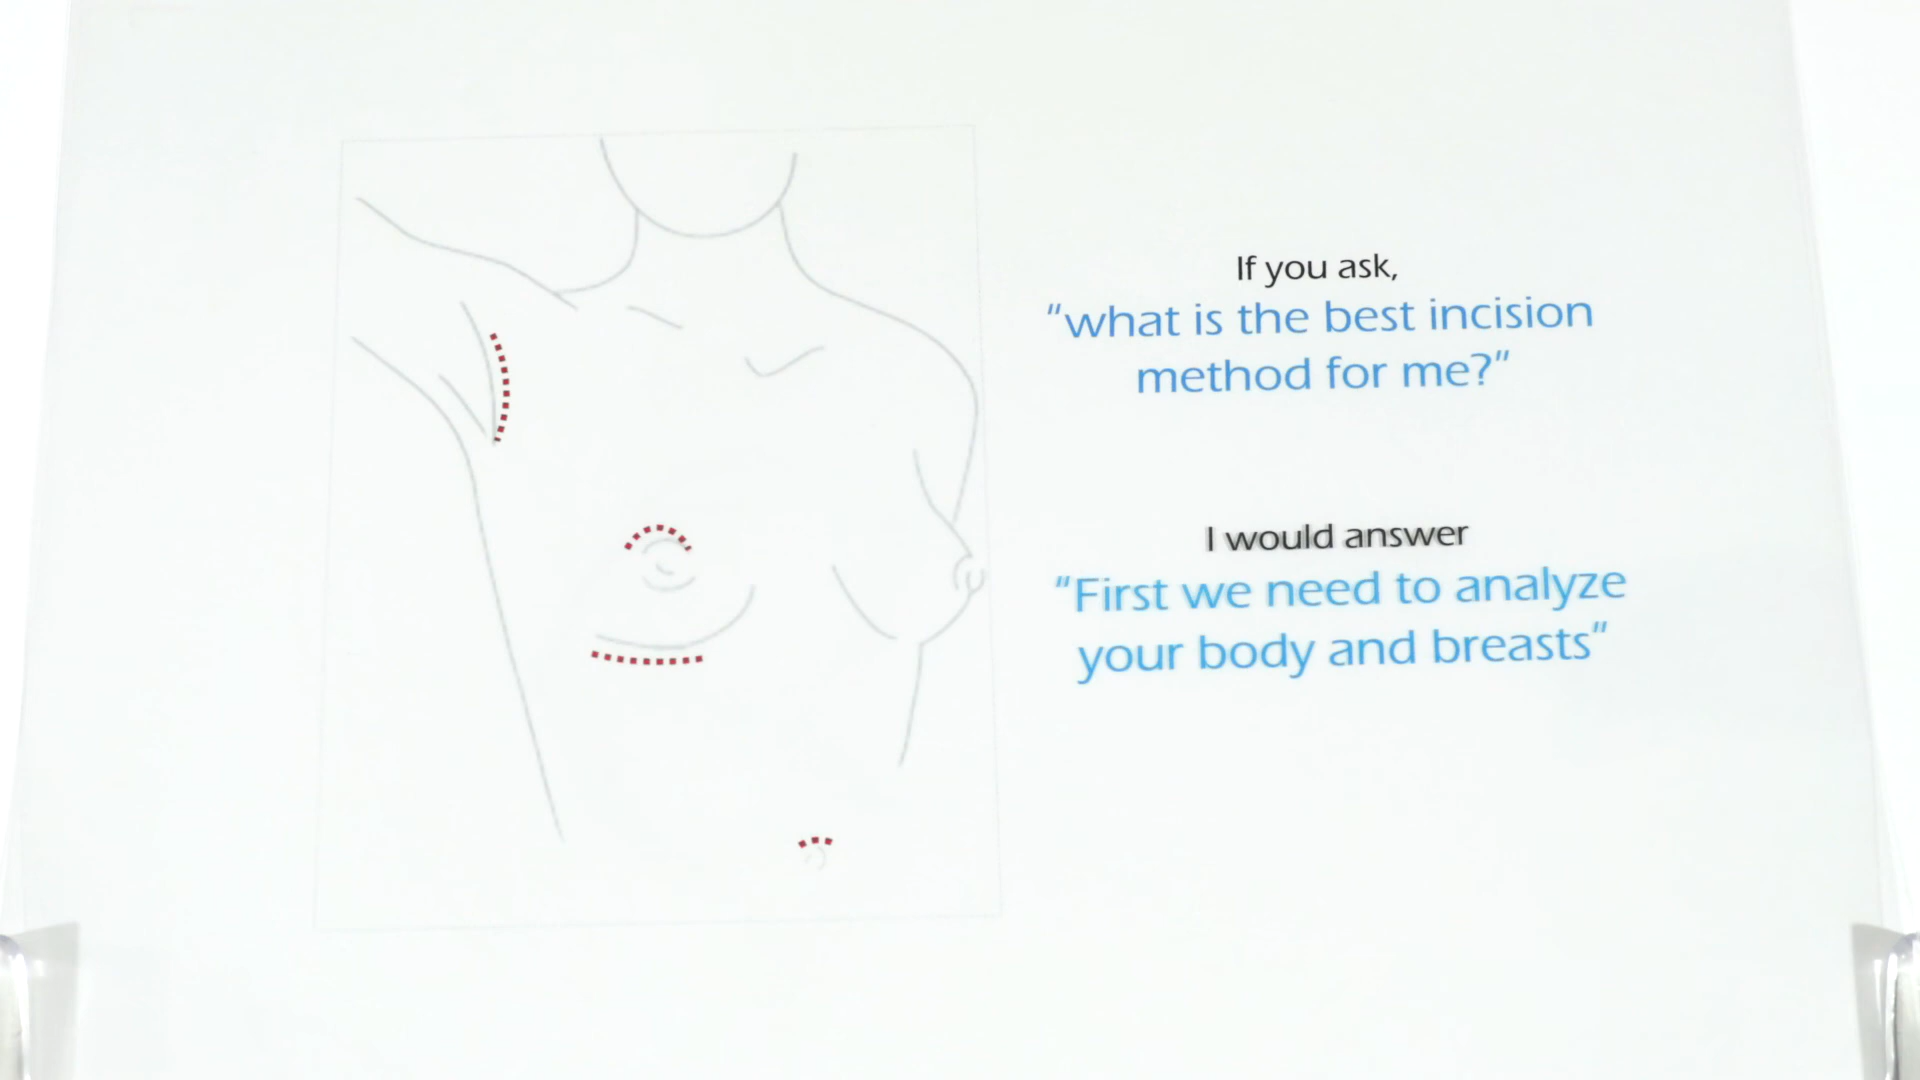 If you ask,
"what is the best incision
method for me?"
I would answer
"First we need to analyze
your body and breasts"